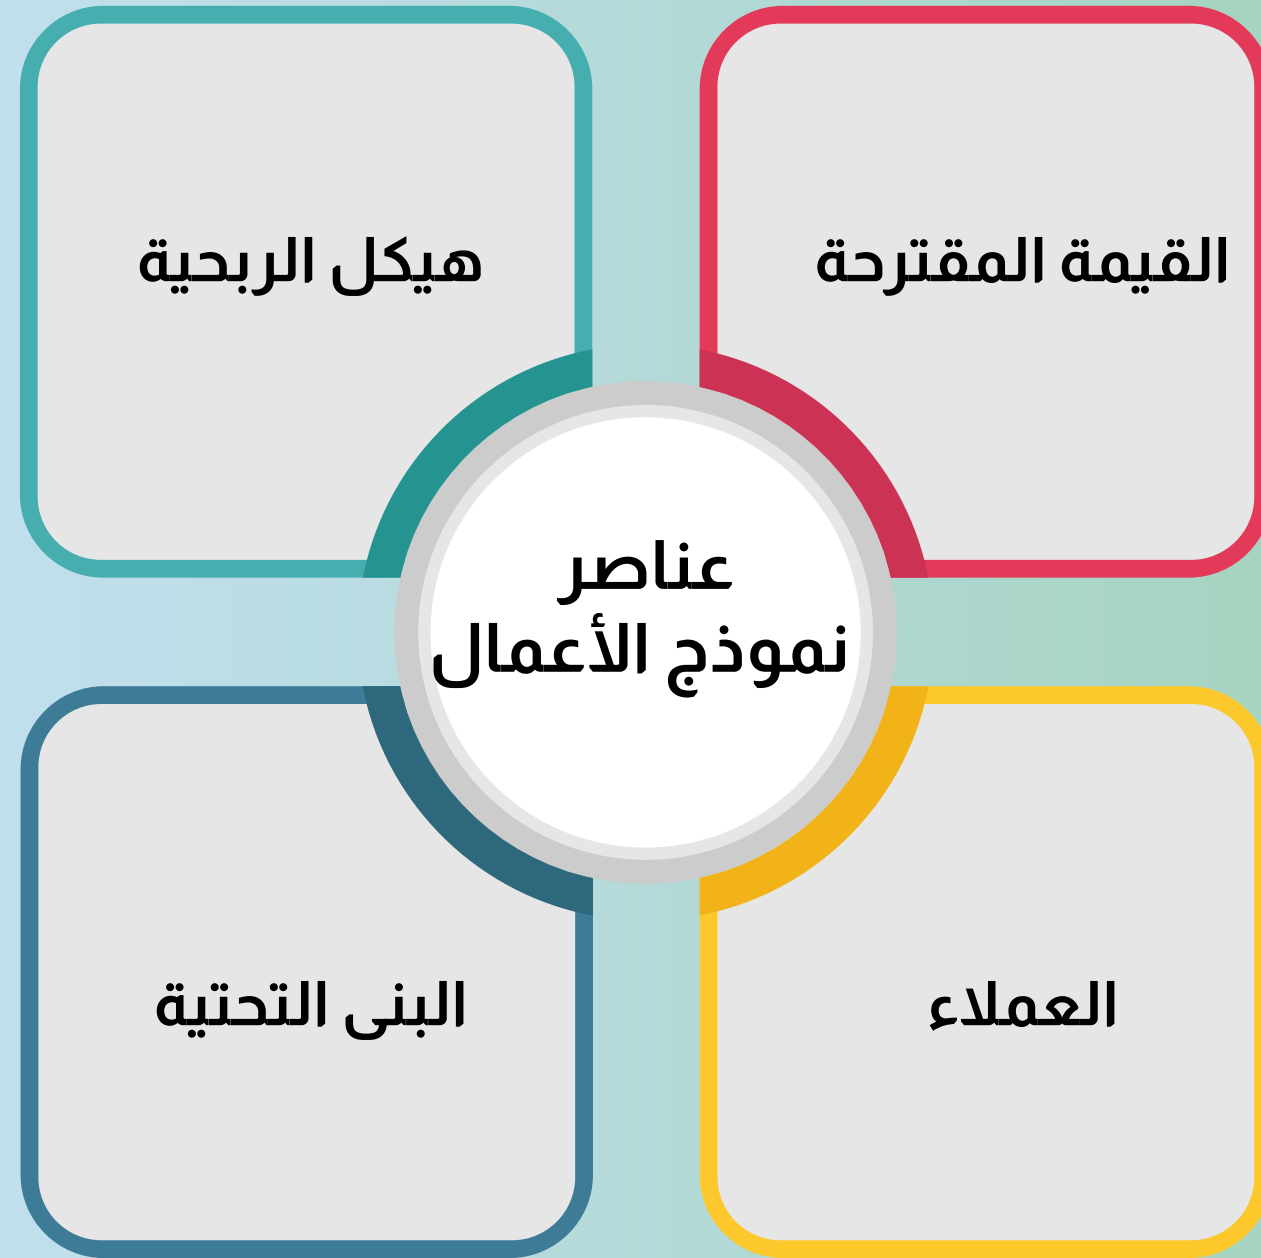 القيمة المقترحة
هيكل الربحية
عناصر
نموذج الأعمال
العملاء
البنى التحتية